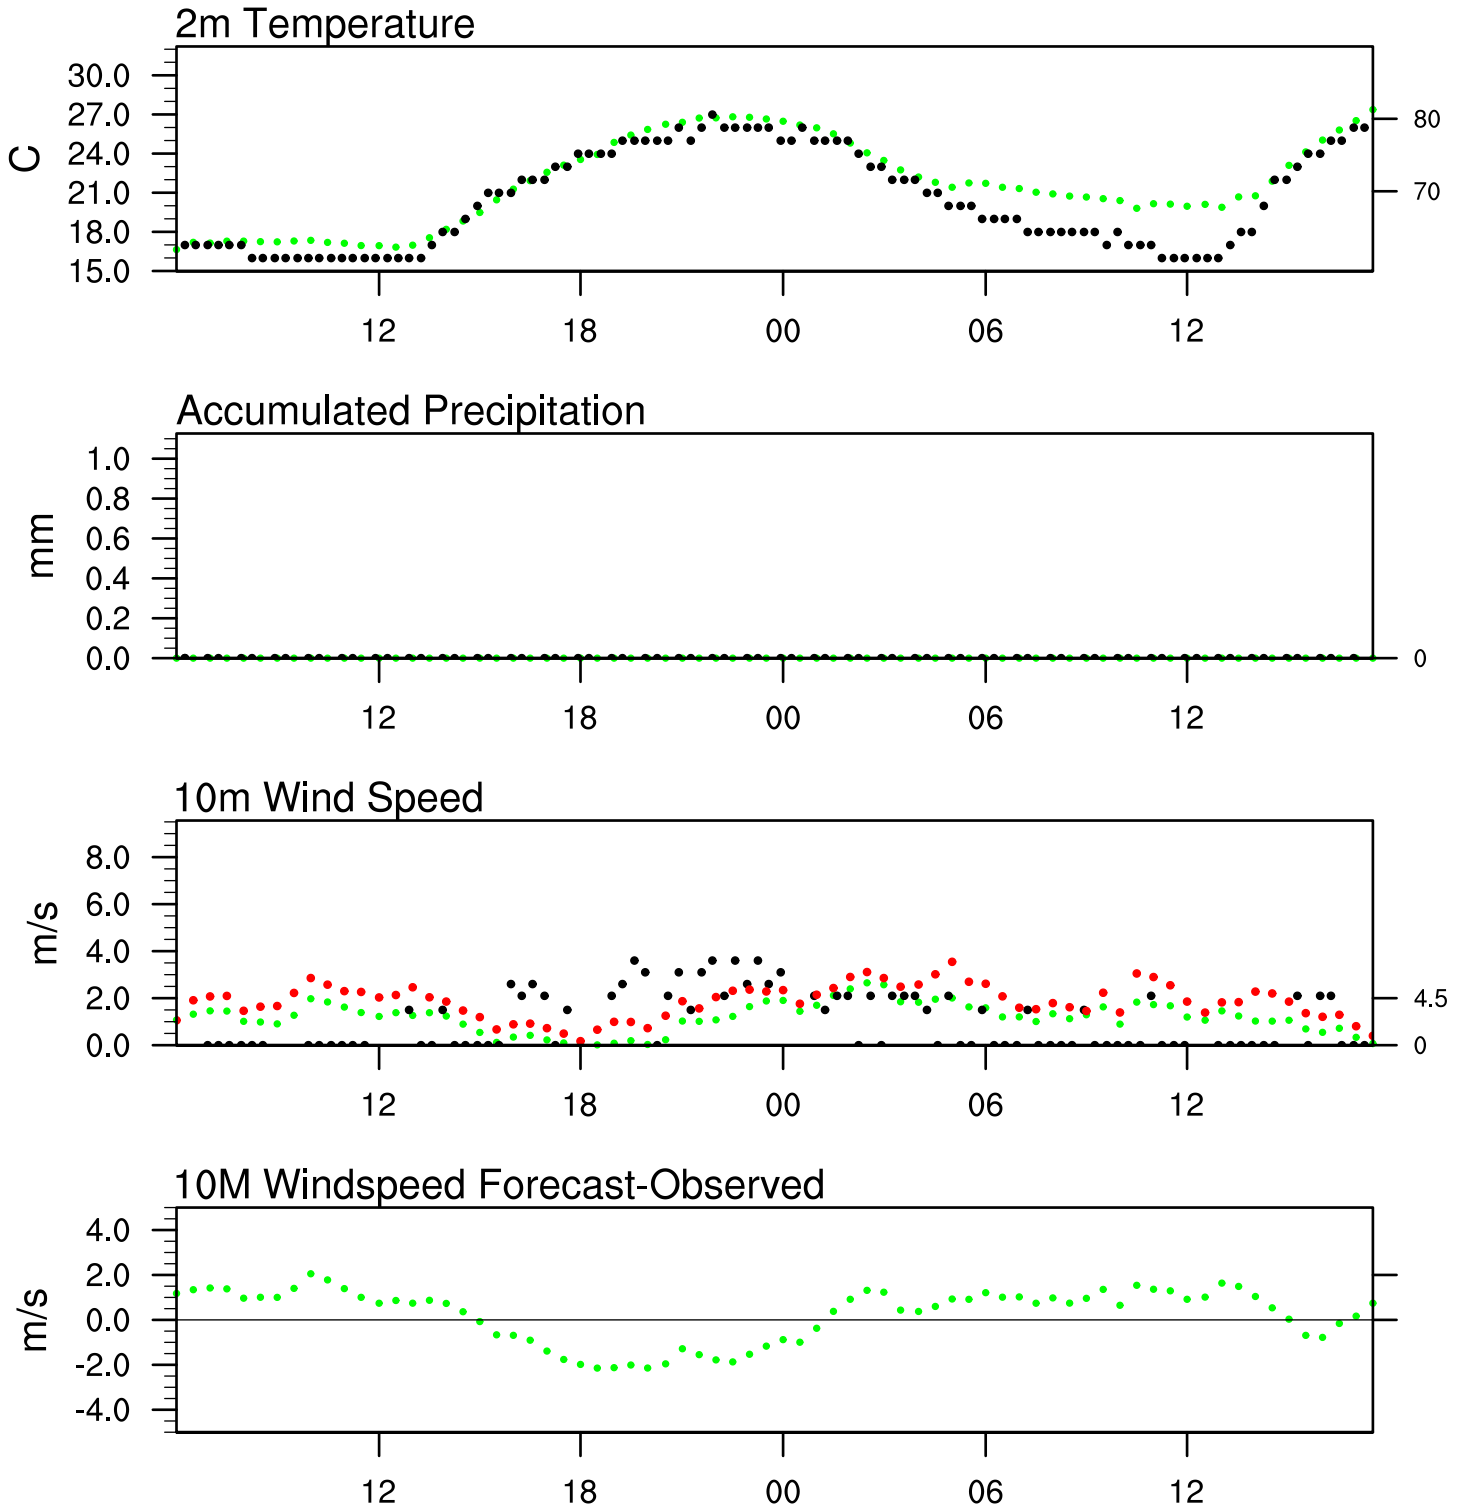 2m Temperature
30.0
27.0
24.0
21.0
18.0
15.0
C
80
70
12 18 00 06 12
Accumulated Precipitation
1.0
0.8
0.6
0.4
0.2
0.0
mm
0
12 18 00 06 12
10m Wind Speed
8.0
6.0
4.0
2.0
0.0
m/s
4.5
0
12 18 00 06 12
10M Windspeed Forecast-Observed
4.0
2.0
0.0
-2.0
-4.0
m/s
12 18 00 06 12